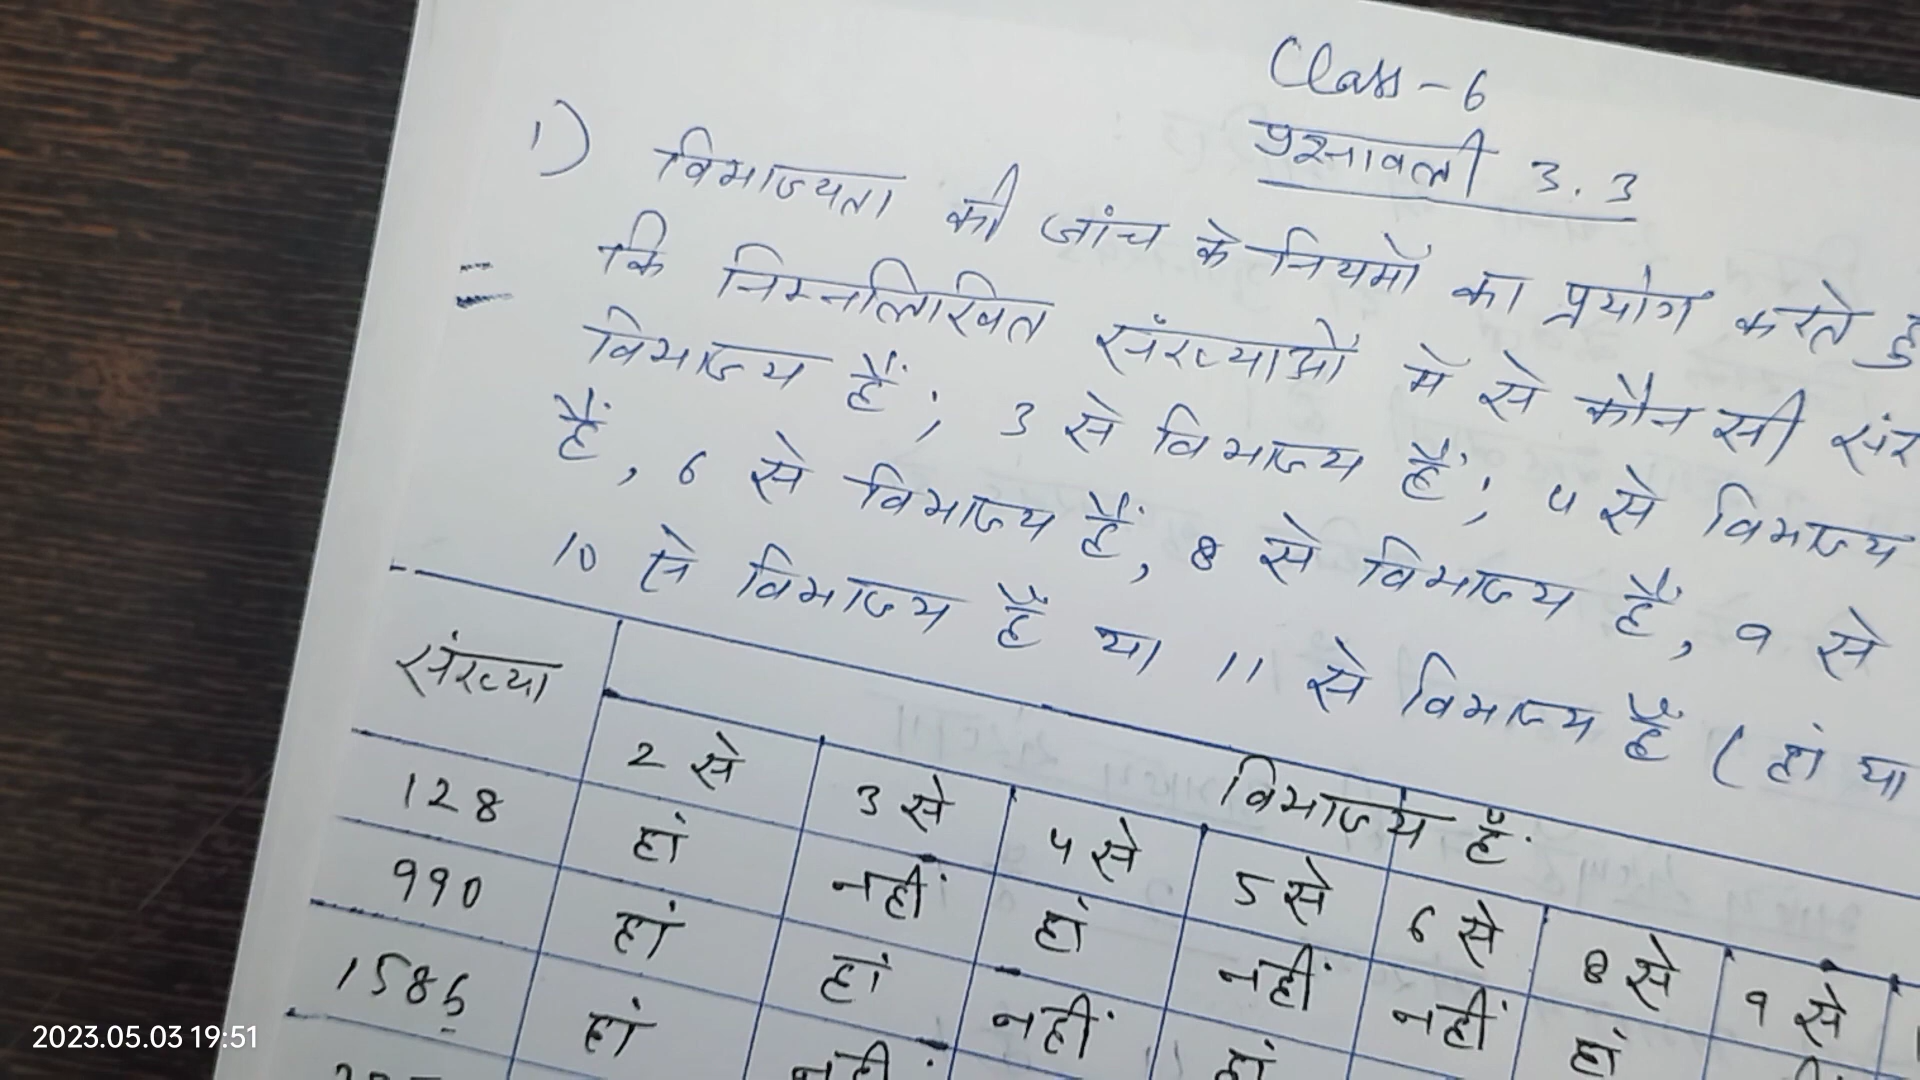 Class - 6
प्रश्नावली 3.3
1) विभाज्यता की जांच के नियमों का प्रयोग करते
कि निम्नलिखित संख्याओं में से कौन सी
विभाज्य हैं; 3 से विभाज्य हैं; 4 से विभाज्य
हैं, 6 से विभाज्य हैं, 8 से विभाज्य हैं, 9 से
10 से विभाज्य हैं या 11 से विभाज्य हैं ( हां या
संख्या विभाज्य हैं
2 से 3 से 4 से 5 से 6 से 8 से 9 से
128 हां नहीं हां नहीं नहीं हां
990 हां हां नहीं हां
1586 हां नहीं
2023.05.03 19:51